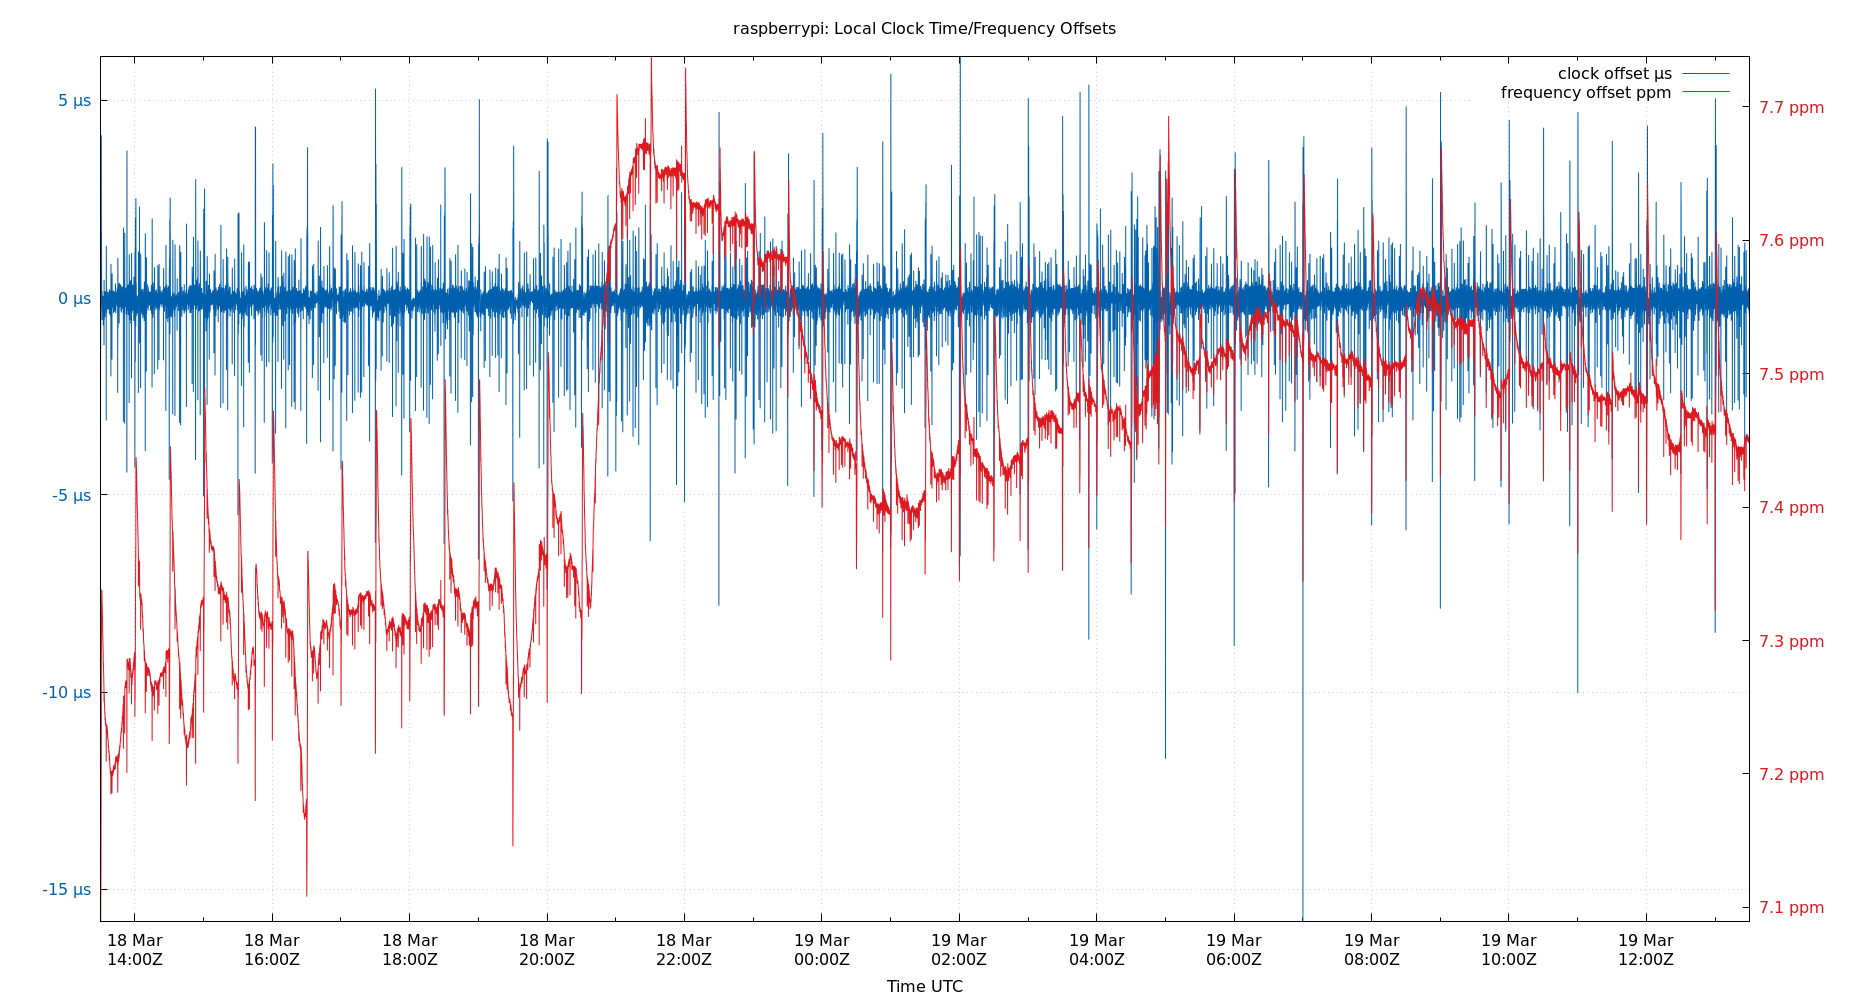 raspberrypi: Local Clock Time/Frequency Offsets
clock offset µs
frequency offset ppm
5 µs
0 µs
-5 µs
-10 µs
-15 µs
7.7 ppm
7.6 ppm
7.5 ppm
7.4 ppm
7.3 ppm
7.2 ppm
7.1 ppm
18 Mar 18 Mar 18 Mar 18 Mar 18 Mar 19 Mar 19 Mar 19 Mar 19 Mar 19 Mar 19 Mar 19 Mar
14:00Z 16:00Z 18:00Z 20:00Z 22:00Z 00:00Z 02:00Z 04:00Z 06:00Z 08:00Z 10:00Z 12:00Z
Time UTC